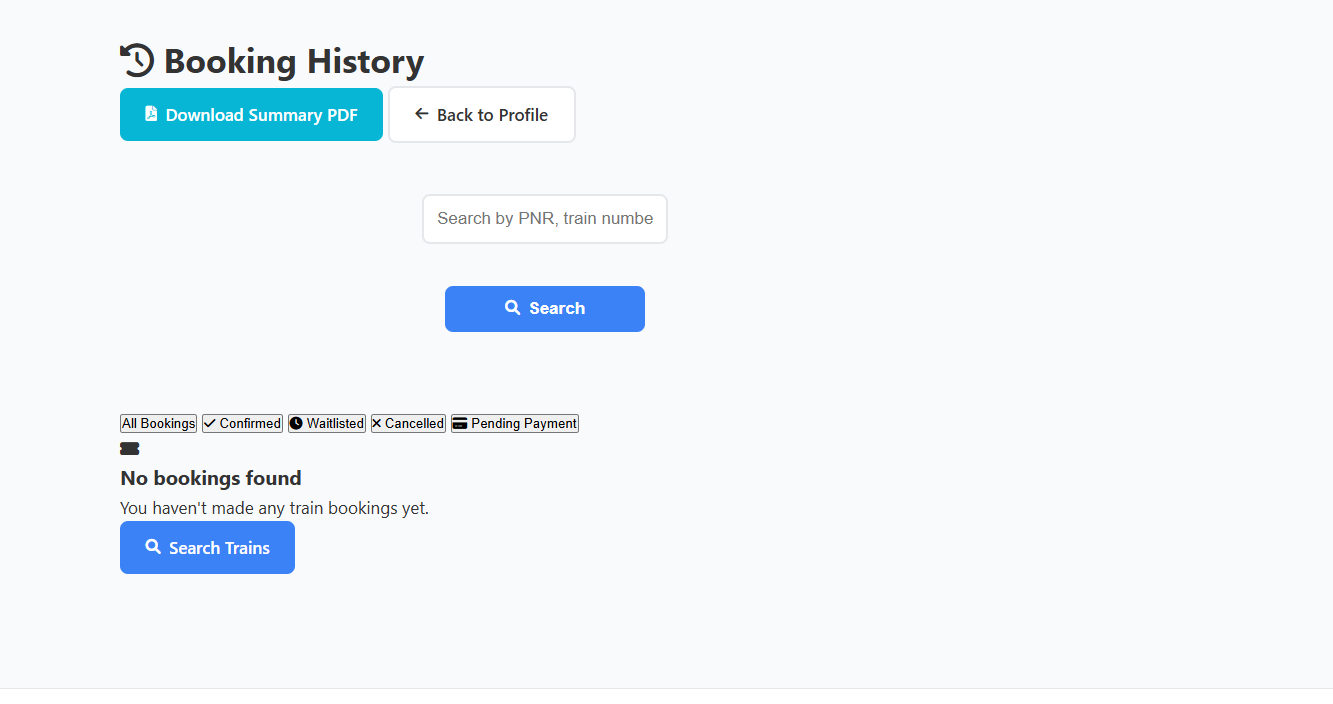 Booking History
Download Summary PDF Back to Profile
Search by PNR, train numbe
Search
All Bookings Confirmed Waitlisted Cancelled Pending Payment
No bookings found
You haven't made any train bookings yet.
Search Trains